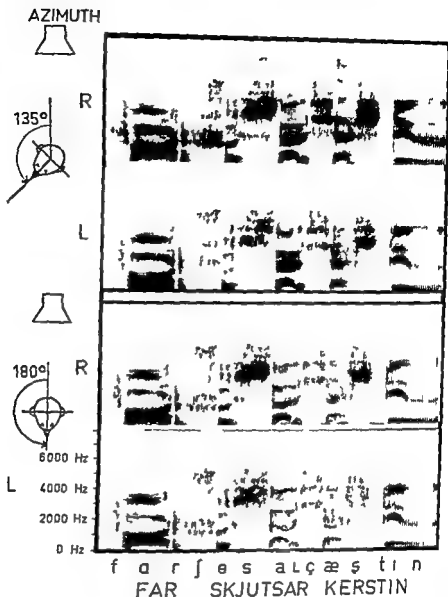 AZIMUTH
R
135°
L
180°
R
L
6000 Hz
4000 Hz
2000 Hz
0 Hz
f a r ʃ ɵ s a ʟ ç æ ʂ t ɪ n
FAR SKJUTSAR KERSTIN